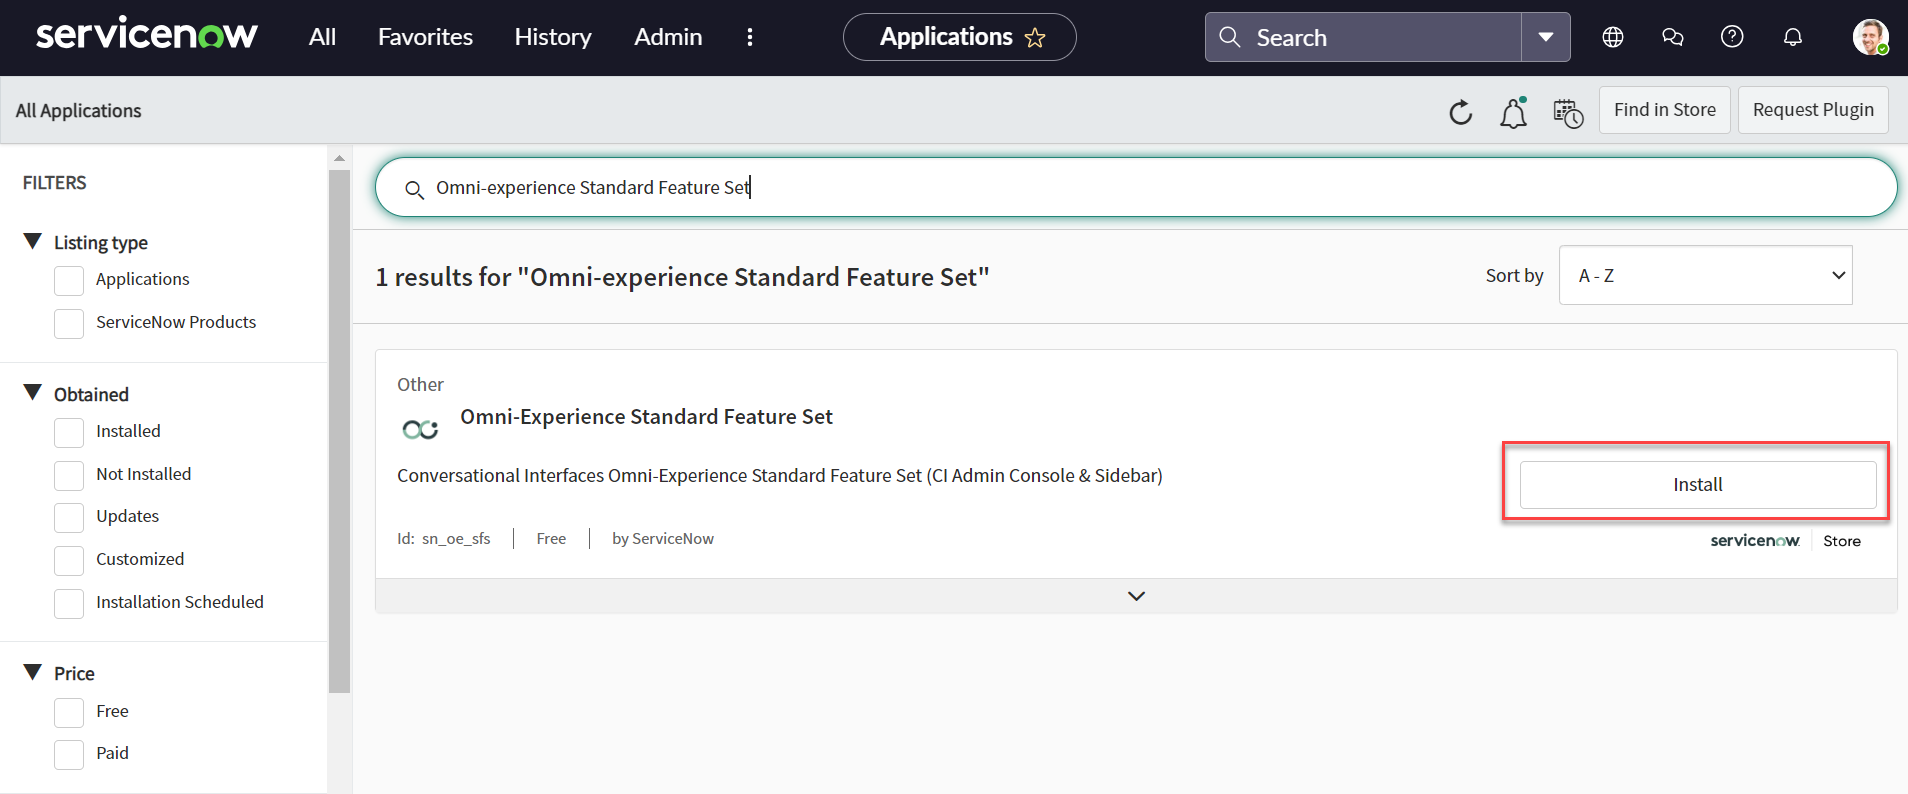 servicenow All Favorites History Admin Applications Search
All Applications Find in Store Request Plugin
FILTERS
Listing type
Applications
ServiceNow Products
Obtained
Installed
Not Installed
Updates
Customized
Installation Scheduled
Price
Free
Paid
Omni-experience Standard Feature Set
1 results for "Omni-experience Standard Feature Set" Sort by A - Z
Other
Omni-Experience Standard Feature Set
Conversational Interfaces Omni-Experience Standard Feature Set (CI Admin Console & Sidebar)
Install
Id: sn_oe_sfs Free by ServiceNow
servicenow Store